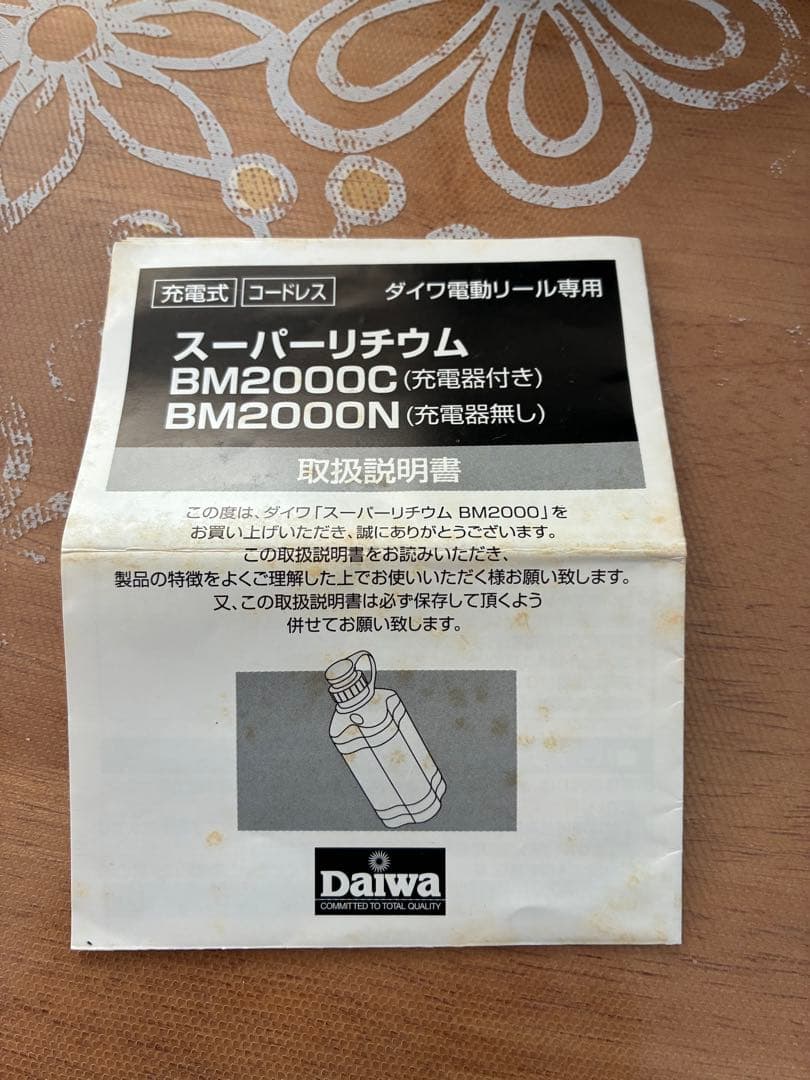 充電式 コードレス ダイワ電動リール専用
スーパーリチウム
BM2000C(充電器付き)
BM2000N(充電器無し)
取扱説明書
この度は、ダイワ「スーパーリチウム BM2000」を
お買い上げいただき、誠にありがとうございます。
この取扱説明書をお読みいただき、
製品の特徴をよくご理解した上でお使いいただく様お願い致します。
又、この取扱説明書は必ず保存して頂くよう
併せてお願い致します。
Daiwa
COMMITTED TO TOTAL QUALITY